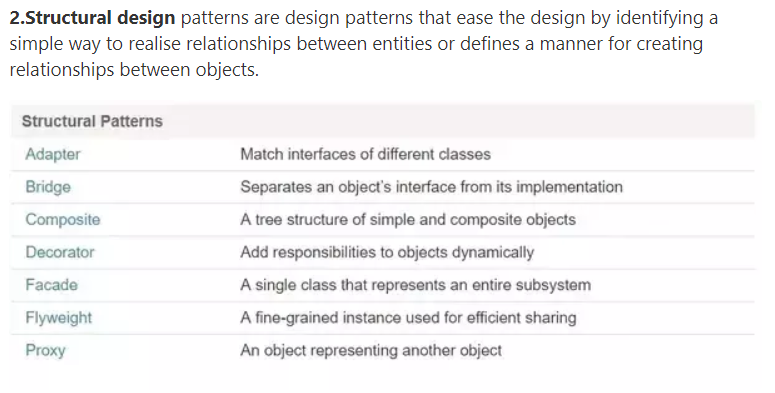 2.Structural design patterns are design patterns that ease the design by identifying a
simple way to realise relationships between entities or defines a manner for creating
relationships between objects.
Structural Patterns
Adapter Match interfaces of different classes
Bridge Separates an object's interface from its implementation
Composite A tree structure of simple and composite objects
Decorator Add responsibilities to objects dynamically
Facade A single class that represents an entire subsystem
Flyweight A fine-grained instance used for efficient sharing
Proxy An object representing another object